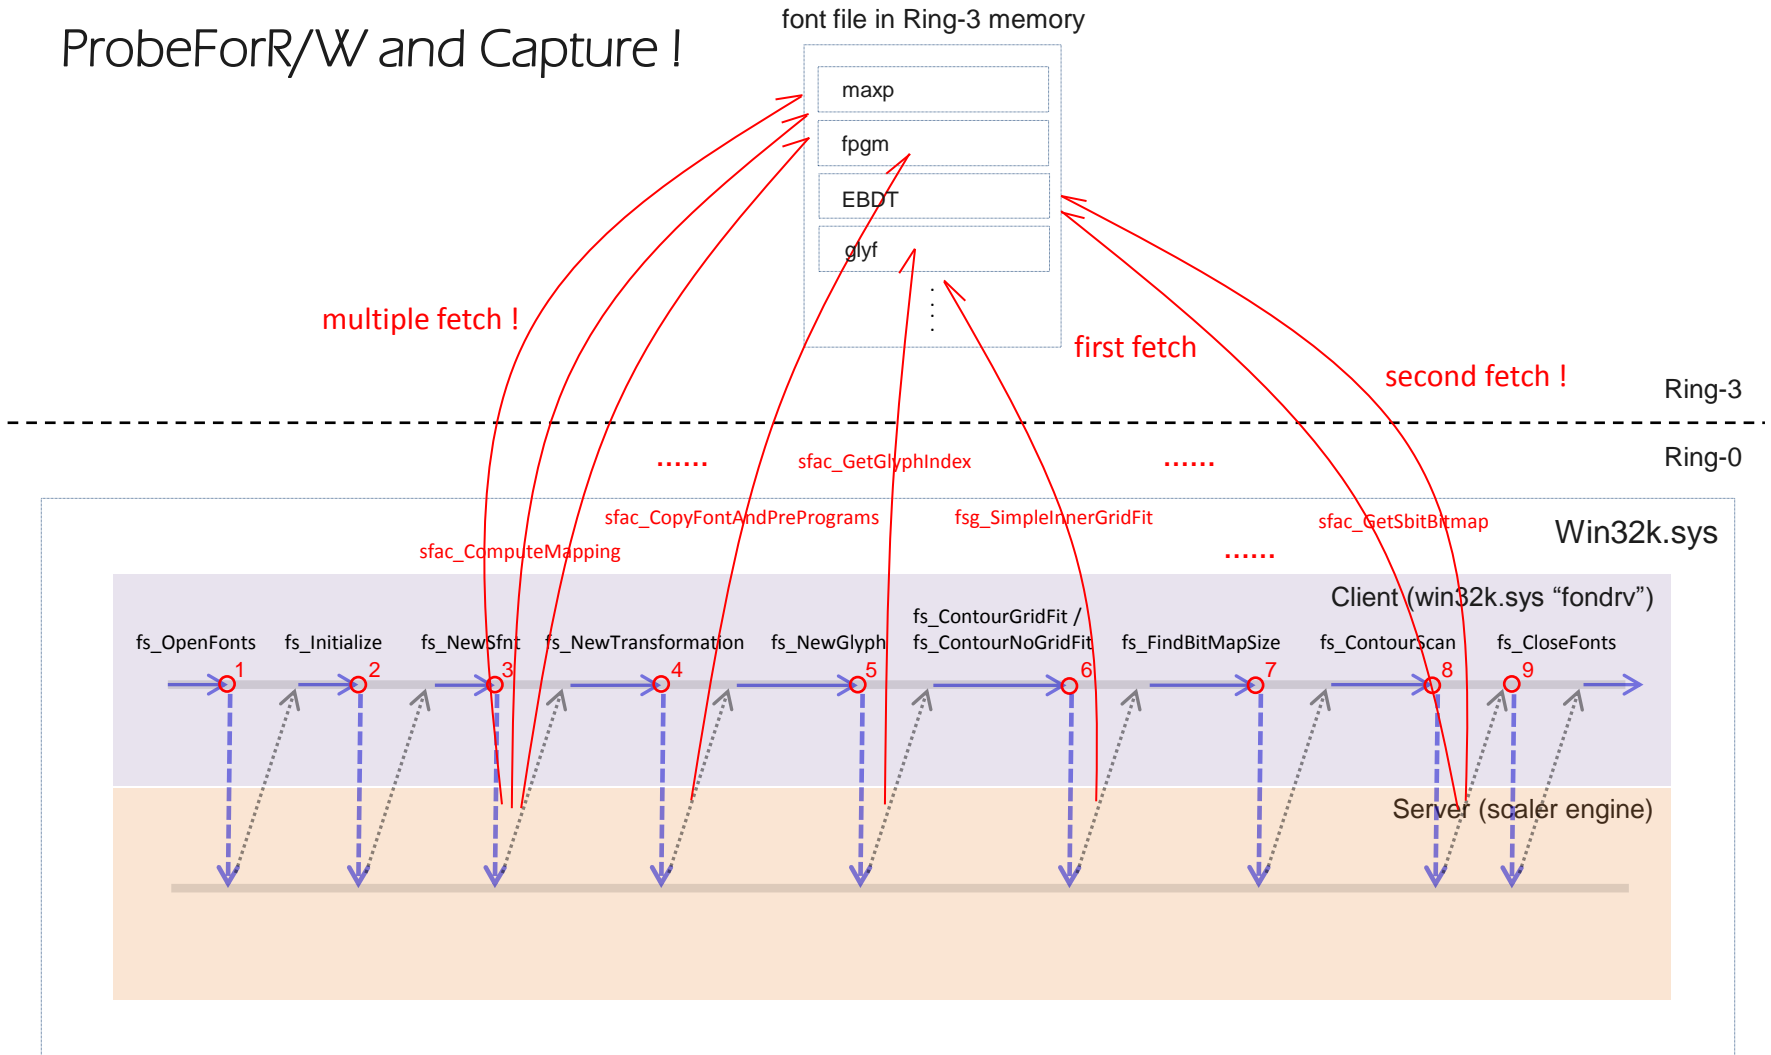 ProbeForR/W and Capture !
font file in Ring-3 memory
maxp
fpgm
EBDT
glyf
multiple fetch !
first fetch
second fetch !
Ring-3
Ring-0
......
sfac_GetGlyphIndex
......
sfac_CopyFontAndPrePrograms
fsg_SimpleInnerGridFit
sfac_GetSbitBitmap
Win32k.sys
sfac_ComputeMapping
......
Client (win32k.sys “fondrv”)
fs_OpenFonts
fs_Initialize
fs_NewSfnt
fs_NewTransformation
fs_NewGlyph
fs_ContourGridFit /
fs_ContourNoGridFit
fs_FindBitMapSize
fs_ContourScan
fs_CloseFonts
1
2
3
4
5
6
7
8
9
Server (scaler engine)